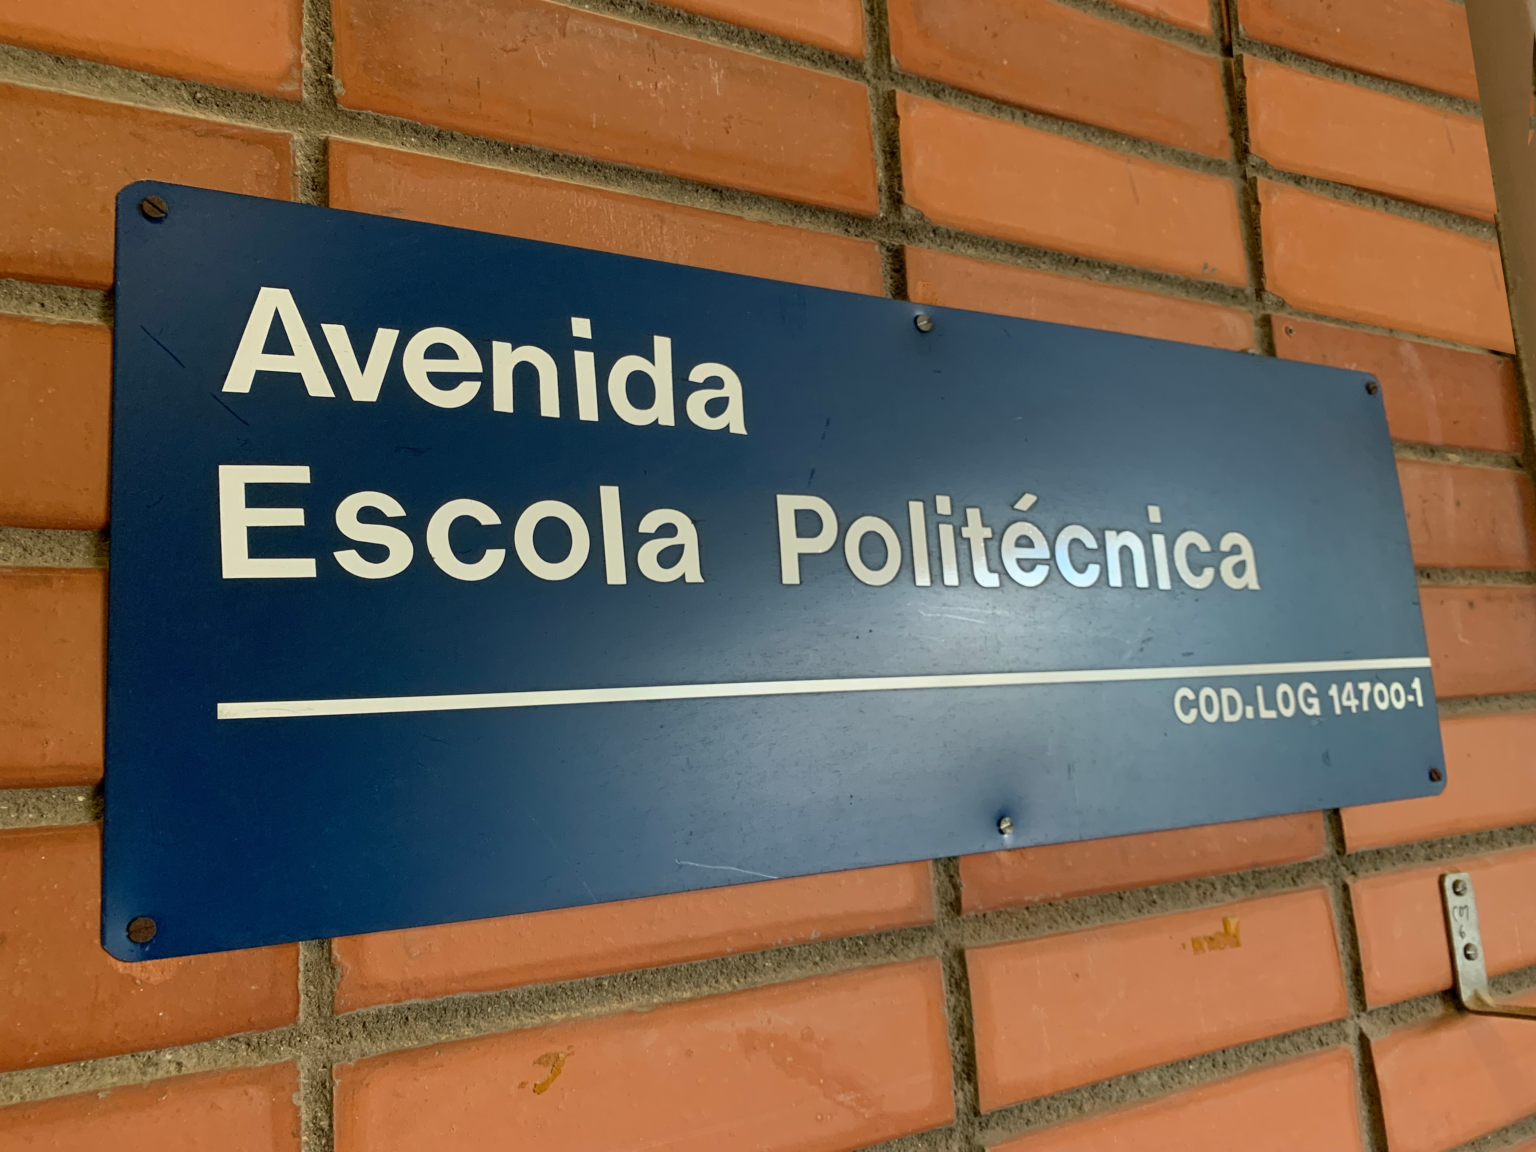 Avenida
Escola Politécnica
COD.LOG 14700-1